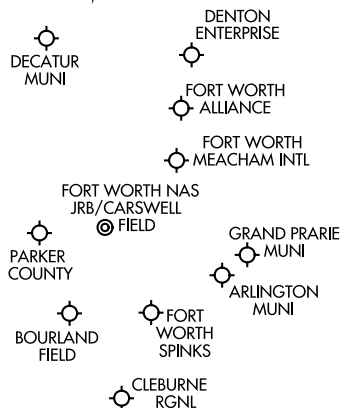 DENTON
ENTERPRISE
DECATUR
MUNI
FORT WORTH
ALLIANCE
FORT WORTH
MEACHAM INTL
FORT WORTH NAS
JRB/CARSWELL
FIELD
GRAND PRARIE
MUNI
PARKER
COUNTY
ARLINGTON
MUNI
BOURLAND
FIELD
FORT
WORTH
SPINKS
CLEBURNE
RGNL